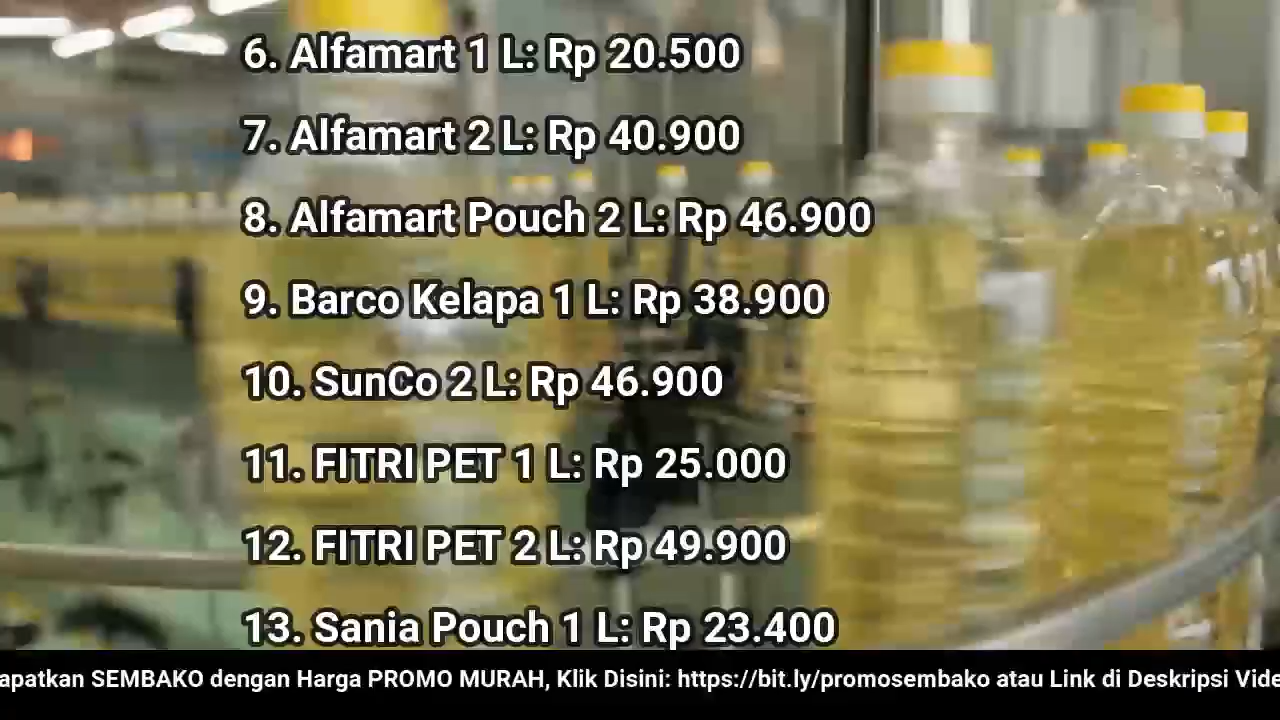 6. Alfamart 1 L: Rp 20.500
7. Alfamart 2 L: Rp 40.900
8. Alfamart Pouch 2 L: Rp 46.900
9. Barco Kelapa 1 L: Rp 38.900
10. SunCo 2 L: Rp 46.900
11. FITRI PET 1 L: Rp 25.000
12. FITRI PET 2 L: Rp 49.900
13. Sania Pouch 1 L: Rp 23.400
apatkan SEMBAKO dengan Harga PROMO MURAH, Klik Disini: https://bit.ly/promosembako atau Link di Deskripsi Vide